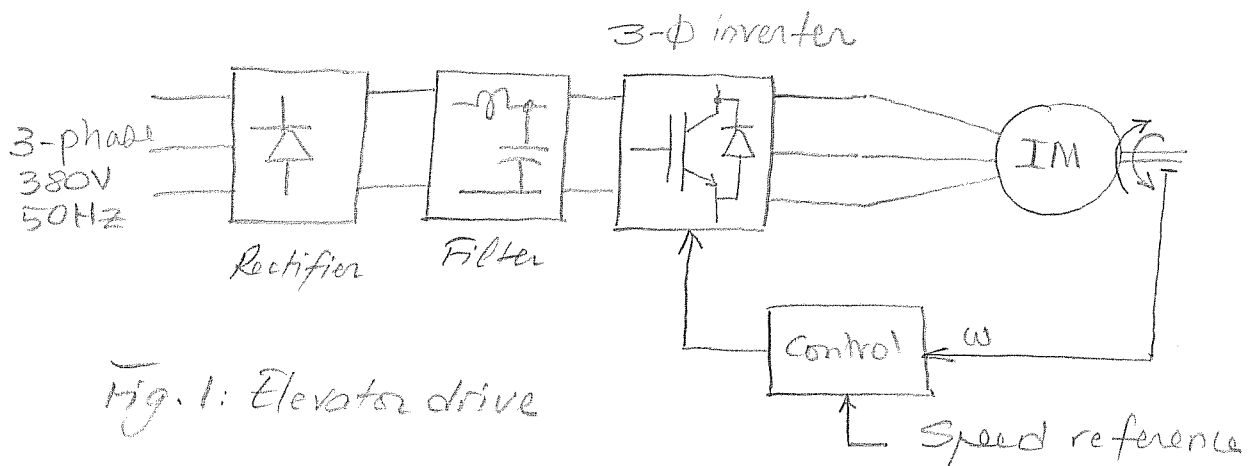 3-Φ inverter
3-phase
380V
50Hz
Rectifier
Filter
IM
Control
ω
Fig. 1: Elevator drive
Speed reference